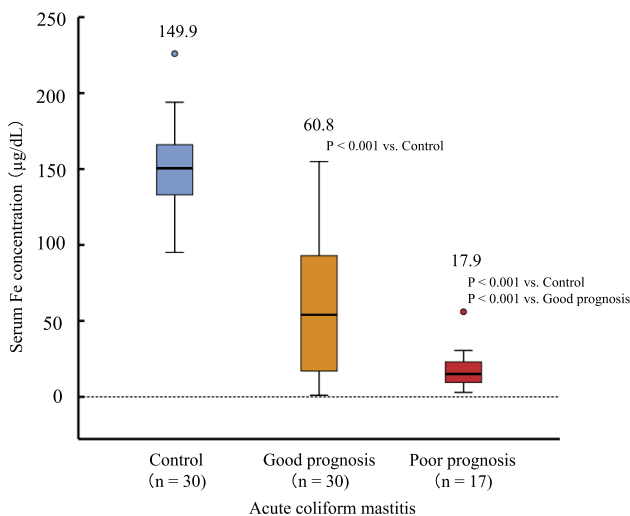 Serum Fe concentration (μg/dL)
250
200
150
100
50
0
149.9
60.8
P < 0.001 vs. Control
17.9
P < 0.001 vs. Control
P < 0.001 vs. Good prognosis
Control
(n = 30)
Good prognosis
(n = 30)
Poor prognosis
(n = 17)
Acute coliform mastitis